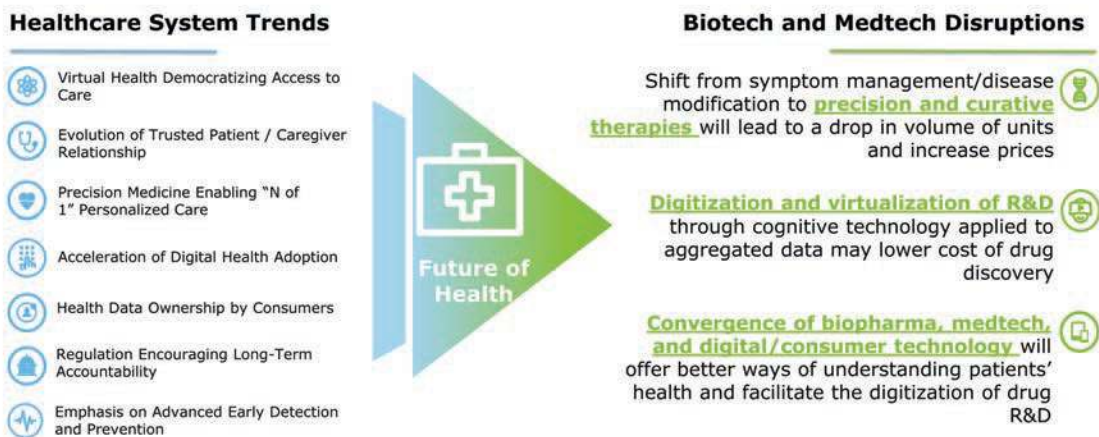 Healthcare System Trends
Virtual Health Democratizing Access to
Care
Evolution of Trusted Patient / Caregiver
Relationship
Precision Medicine Enabling “N of
1” Personalized Care
Acceleration of Digital Health Adoption
Health Data Ownership by Consumers
Regulation Encouraging Long-Term
Accountability
Emphasis on Advanced Early Detection
and Prevention
Future of
Health
Biotech and Medtech Disruptions
Shift from symptom management/disease
modification to precision and curative
therapies will lead to a drop in volume of units
and increase prices
Digitization and virtualization of R&D
through cognitive technology applied to
aggregated data may lower cost of drug
discovery
Convergence of biopharma, medtech,
and digital/consumer technology will
offer better ways of understanding patients’
health and facilitate the digitization of drug
R&D